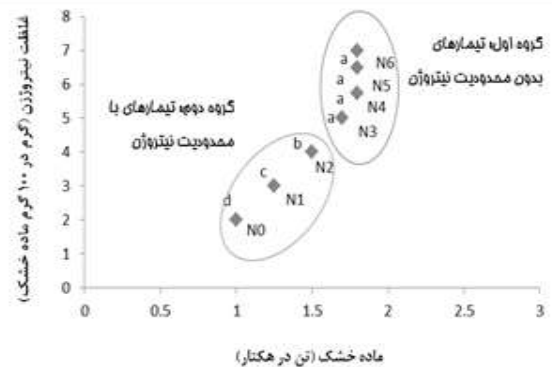 غلظت نیتروژن (گرم در ۱۰۰ گرم ماده خشک)
8
7
6
5
4
3
2
1
0
گروه اول، تیمارهای
بدون محدودیت نیتروژن
گروه دوم، تیمارهای با
محدودیت نیتروژن
a N6
a N5
a N4
a N3
b N2
c N1
d N0
0 1 1.5 2 2.5 3
ماده خشک (تن در هکتار)